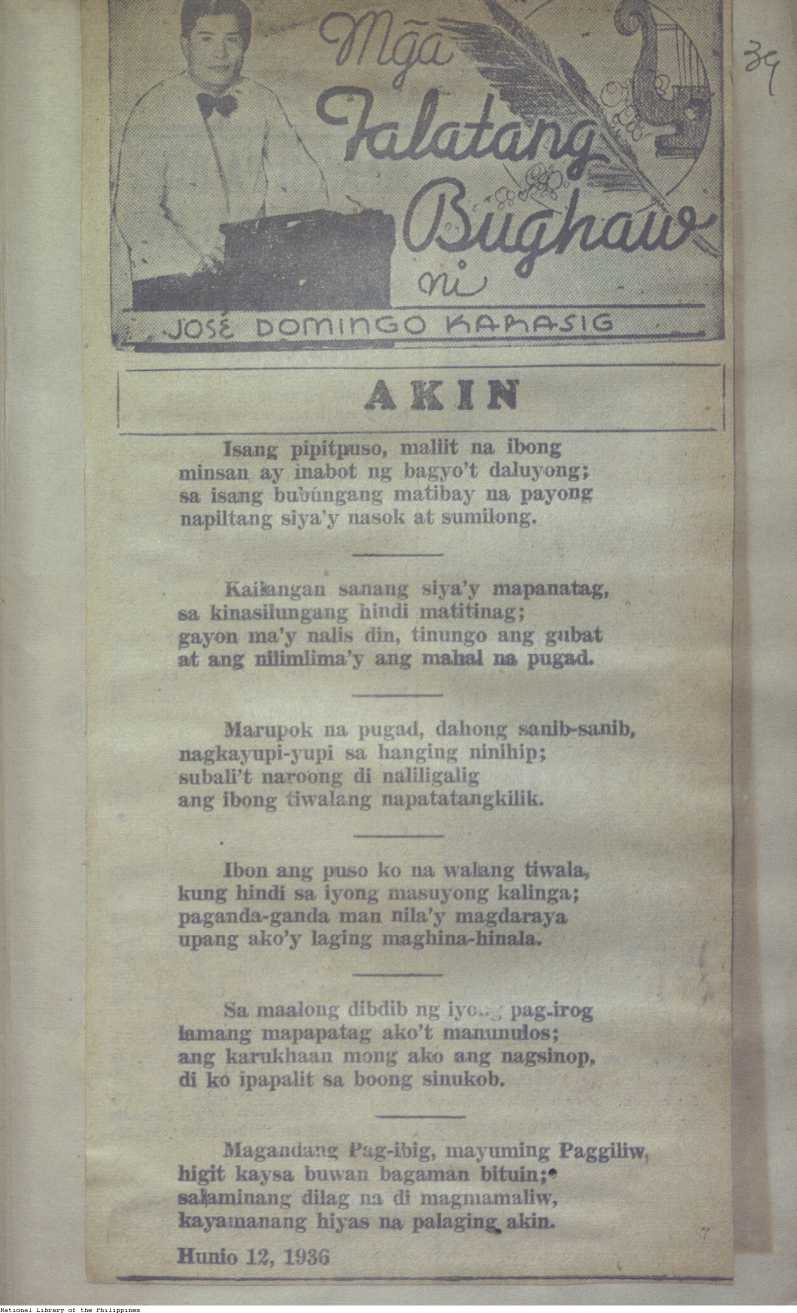 39
Mga
Talatang
Bughaw
ni
JOSÉ DOMINGO KARASIG
AKIN
Isang pipitpuso, maliit na ibong
minsan ay inabot ng bagyo't daluyong;
sa isang bubúngang matibay na payong
napiltang siya'y nasok at sumilong.
Kailangan sanang siya'y mapanatag,
sa kinasilungang hindi matitinag;
gayon ma'y nalis din, tinungo ang gubat
at ang nilimlima'y ang mahal na pugad.
Marupok na pugad, dahong sanib-sanib,
nagkayupi-yupi sa hanging ninihip;
subali't naroong di naliligalig
ang ibong tiwalang napatatangkilik.
Ibon ang puso ko na walang tiwala,
kung hindi sa iyong masuyong kalinga;
paganda-ganda man nila'y magdaraya
upang ako'y laging maghina-hinala.
Sa maalong dibdib ng iyong pag-irog
lamang mapapatag ako't manunulos;
ang karukhaan mong ako ang nagsinop,
di ko ipapalit sa boong sinukob.
Magandang Pag-ibig, mayuming Paggiliw,
higit kaysa buwan bagaman bituin;
salaminang dilag na di magmamaliw,
kayamanang hiyas na palaging akin.
Hunio 12, 1936
National Library of the Philippines